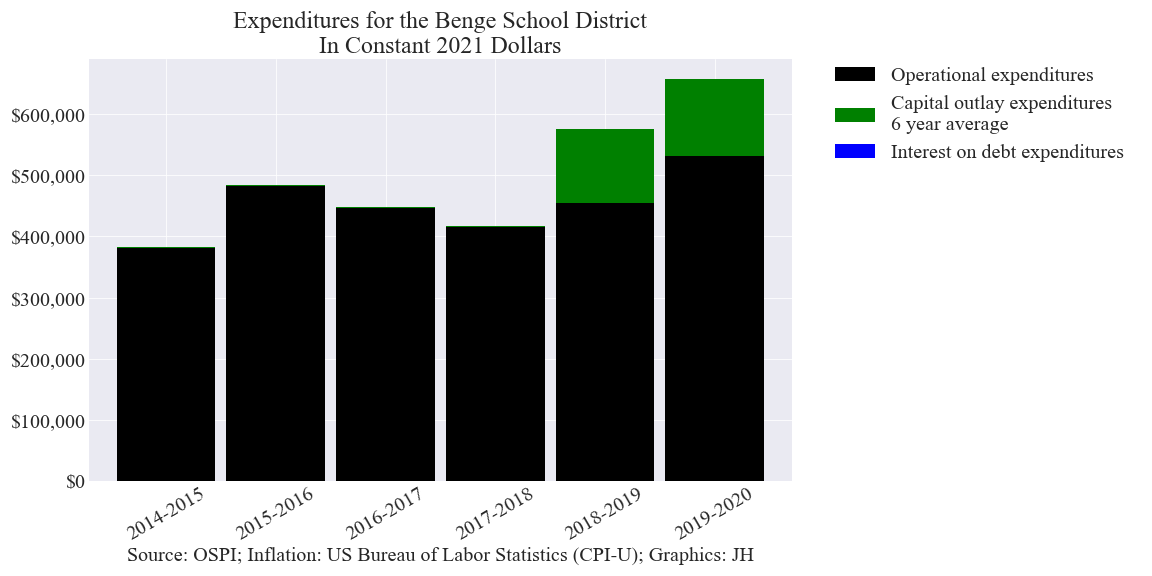 Expenditures for the Benge School District
In Constant 2021 Dollars
$600,000
$500,000
$400,000
$300,000
$200,000
$100,000
$0
2014-2015
2015-2016
2016-2017
2017-2018
2018-2019
2019-2020
Source: OSPI; Inflation: US Bureau of Labor Statistics (CPI-U); Graphics: JH
Operational expenditures
Capital outlay expenditures
6 year average
Interest on debt expenditures